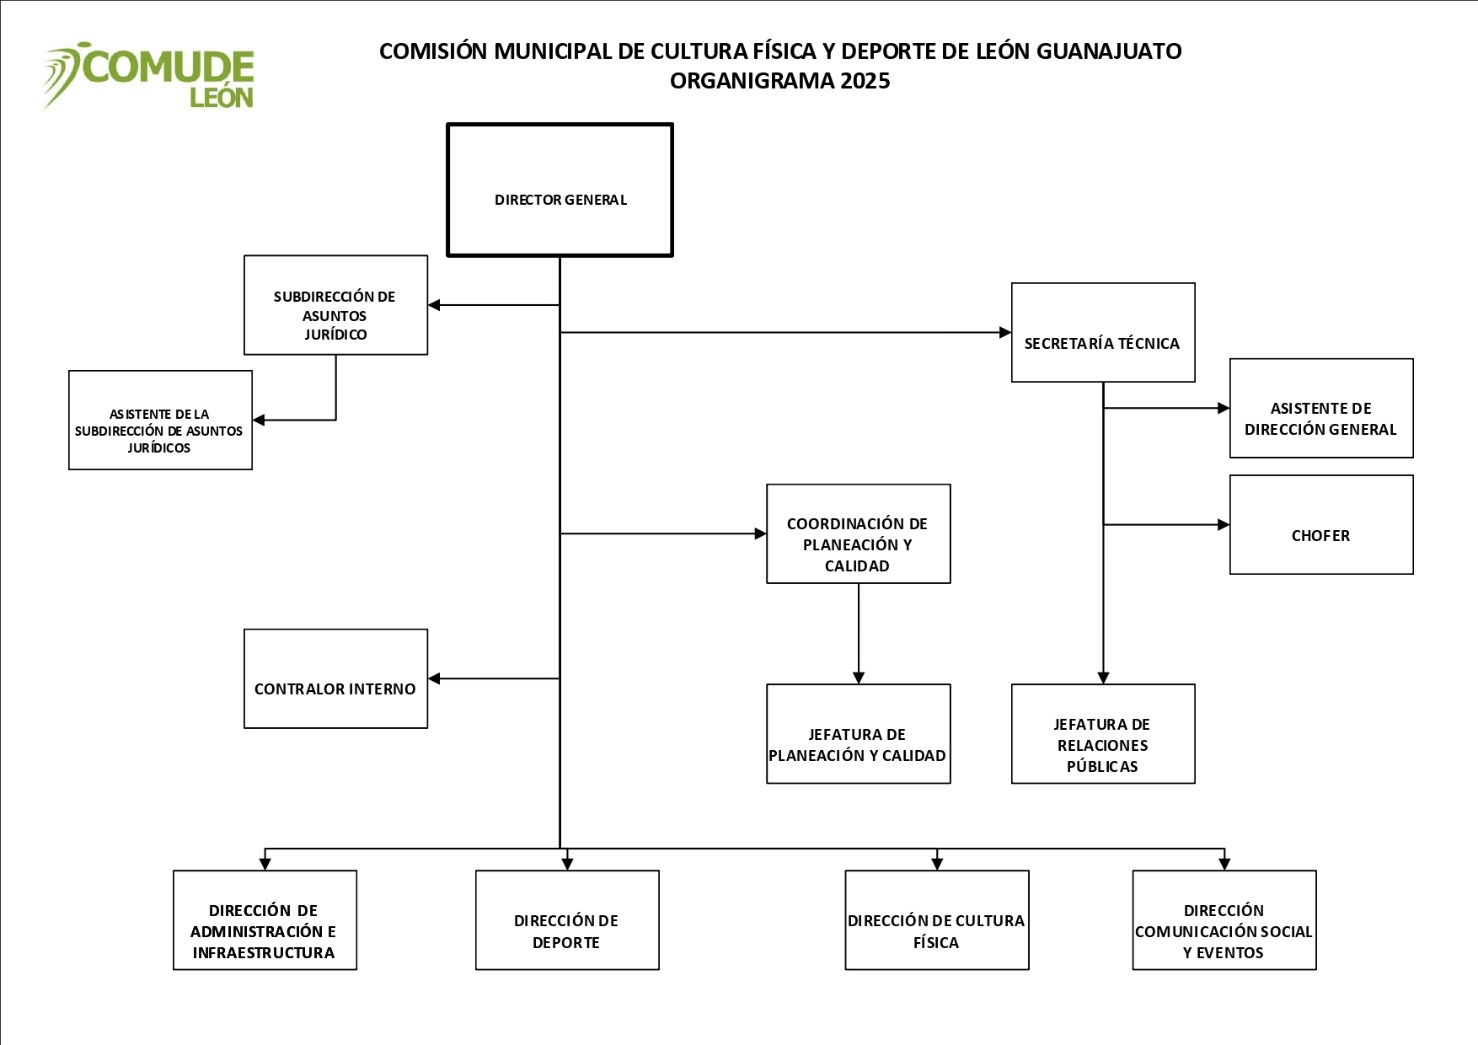 COMUDE
LEÓN
COMISIÓN MUNICIPAL DE CULTURA FÍSICA Y DEPORTE DE LEÓN GUANAJUATO
ORGANIGRAMA 2025
DIRECTOR GENERAL
SUBDIRECCIÓN DE
ASUNTOS
JURÍDICO
SECRETARÍA TÉCNICA
ASISTENTE DE LA
SUBDIRECCIÓN DE ASUNTOS
JURÍDICOS
ASISTENTE DE
DIRECCIÓN GENERAL
COORDINACIÓN DE
PLANEACIÓN Y
CALIDAD
CHOFER
CONTRALOR INTERNO
JEFATURA DE
PLANEACIÓN Y CALIDAD
JEFATURA DE
RELACIONES
PÚBLICAS
DIRECCIÓN DE
ADMINISTRACIÓN E
INFRAESTRUCTURA
DIRECCIÓN DE
DEPORTE
DIRECCIÓN DE CULTURA
FÍSICA
DIRECCIÓN
COMUNICACIÓN SOCIAL
Y EVENTOS